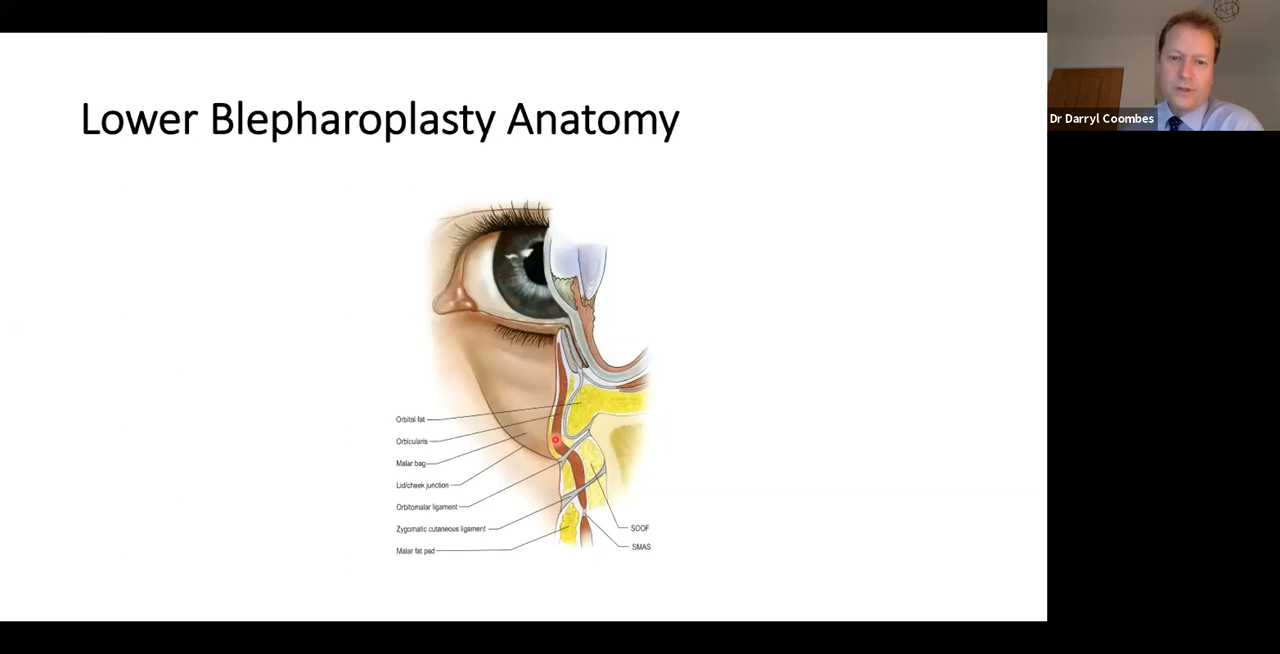 Lower Blepharoplasty Anatomy
Dr Darryl Coombes
Orbital fat
Orbicularis
Malar bag
Lid/cheek junction
Orbitomalar ligament
Zygomatic cutaneous ligament
Malar fat pad
SOOF
SMAS